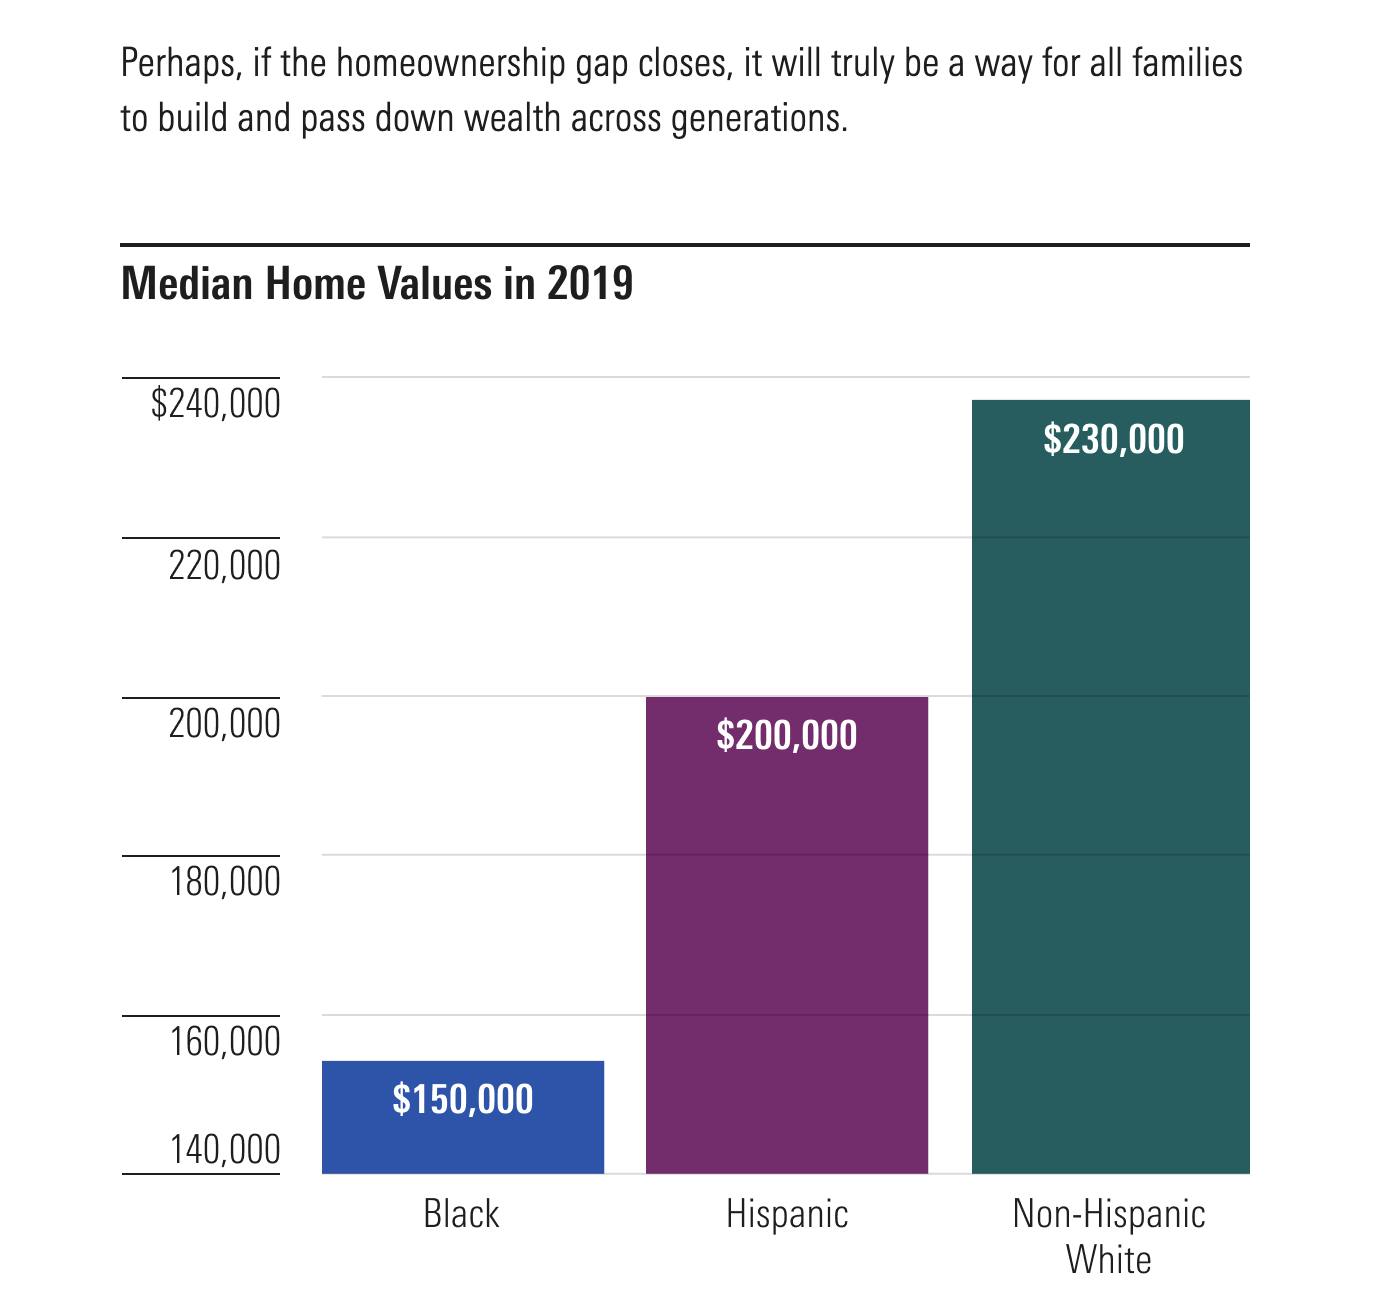 Perhaps, if the homeownership gap closes, it will truly be a way for all families
to build and pass down wealth across generations.
Median Home Values in 2019
$240,000
$230,000
220,000
200,000
$200,000
180,000
160,000
$150,000
140,000
Black
Hispanic
Non-Hispanic
White